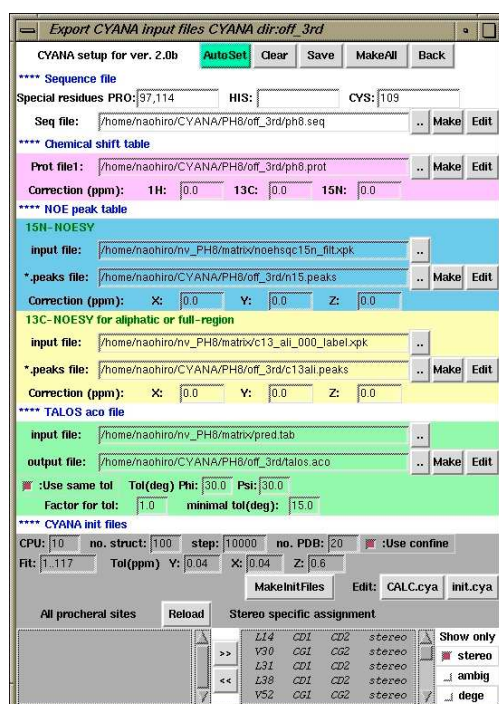 Export CYANA input files CYANA dir:off_3rd
CYANA setup for ver. 2.0b AutoSet Clear Save MakeAll Back
**** Sequence file
Special residues PRO: 97,114 HIS: CYS: 109
Seq file: /home/naohiro/CYANA/PH8/off_3rd/ph8.seq .. Make Edit
**** Chemical shift table
Prot file1: /home/naohiro/CYANA/PH8/off_3rd/ph8.prot .. Make Edit
Correction (ppm): 1H: 0.0 13C: 0.0 15N: 0.0
**** NOE peak table
15N-NOESY
input file: /home/naohiro/nv_PH8/matrix/noehsqc15n_filt.xpk ..
*.peaks file: /home/naohiro/CYANA/PH8/off_3rd/n15.peaks .. Make Edit
Correction (ppm): X: 0.0 Y: 0.0 Z: 0.0
13C-NOESY for aliphatic or full-region
input file: /home/naohiro/nv_PH8/matrix/c13_ali_000_label.xpk ..
*.peaks file: /home/naohiro/CYANA/PH8/off_3rd/c13ali.peaks .. Make Edit
Correction (ppm): X: 0.0 Y: 0.0 Z: 0.0
**** TALOS aco file
input file: /home/naohiro/nv_PH8/matrix/pred.tab ..
output file: /home/naohiro/CYANA/PH8/off_3rd/talos.aco .. Make Edit
:Use same tol Tol(deg) Phi: 30.0 Psi: 30.0
Factor for tol: 1.0 minimal tol(deg): 15.0
**** CYANA init files
CPU: 10 no. struct: 100 step: 10000 no. PDB: 20 :Use confine
Fit: 1..117 Tol(ppm) Y: 0.04 X: 0.04 Z: 0.6
MakeInitFiles Edit: CALC.cya init.cya
All procheral sites Reload Stereo specific assignment
L14 CD1 CD2 stereo Show only
>> V30 CG1 CG2 stereo stereo
L31 CD1 CD2 stereo
<< L38 CD1 CD2 stereo ambig
V52 CG1 CG2 stereo dege